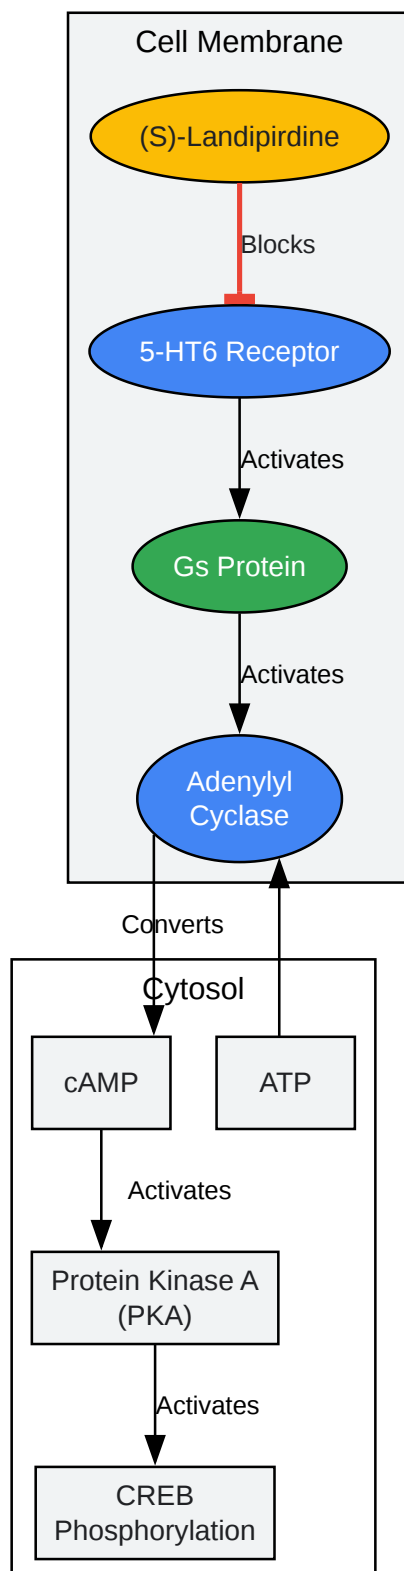 Cell Membrane
(S)-Landipirdine
Blocks
5-HT6 Receptor
Activates
Gs Protein
Activates
Adenylyl
Cyclase
Converts
Cytosol
cAMP
ATP
Activates
Protein Kinase A
(PKA)
Activates
CREB
Phosphorylation